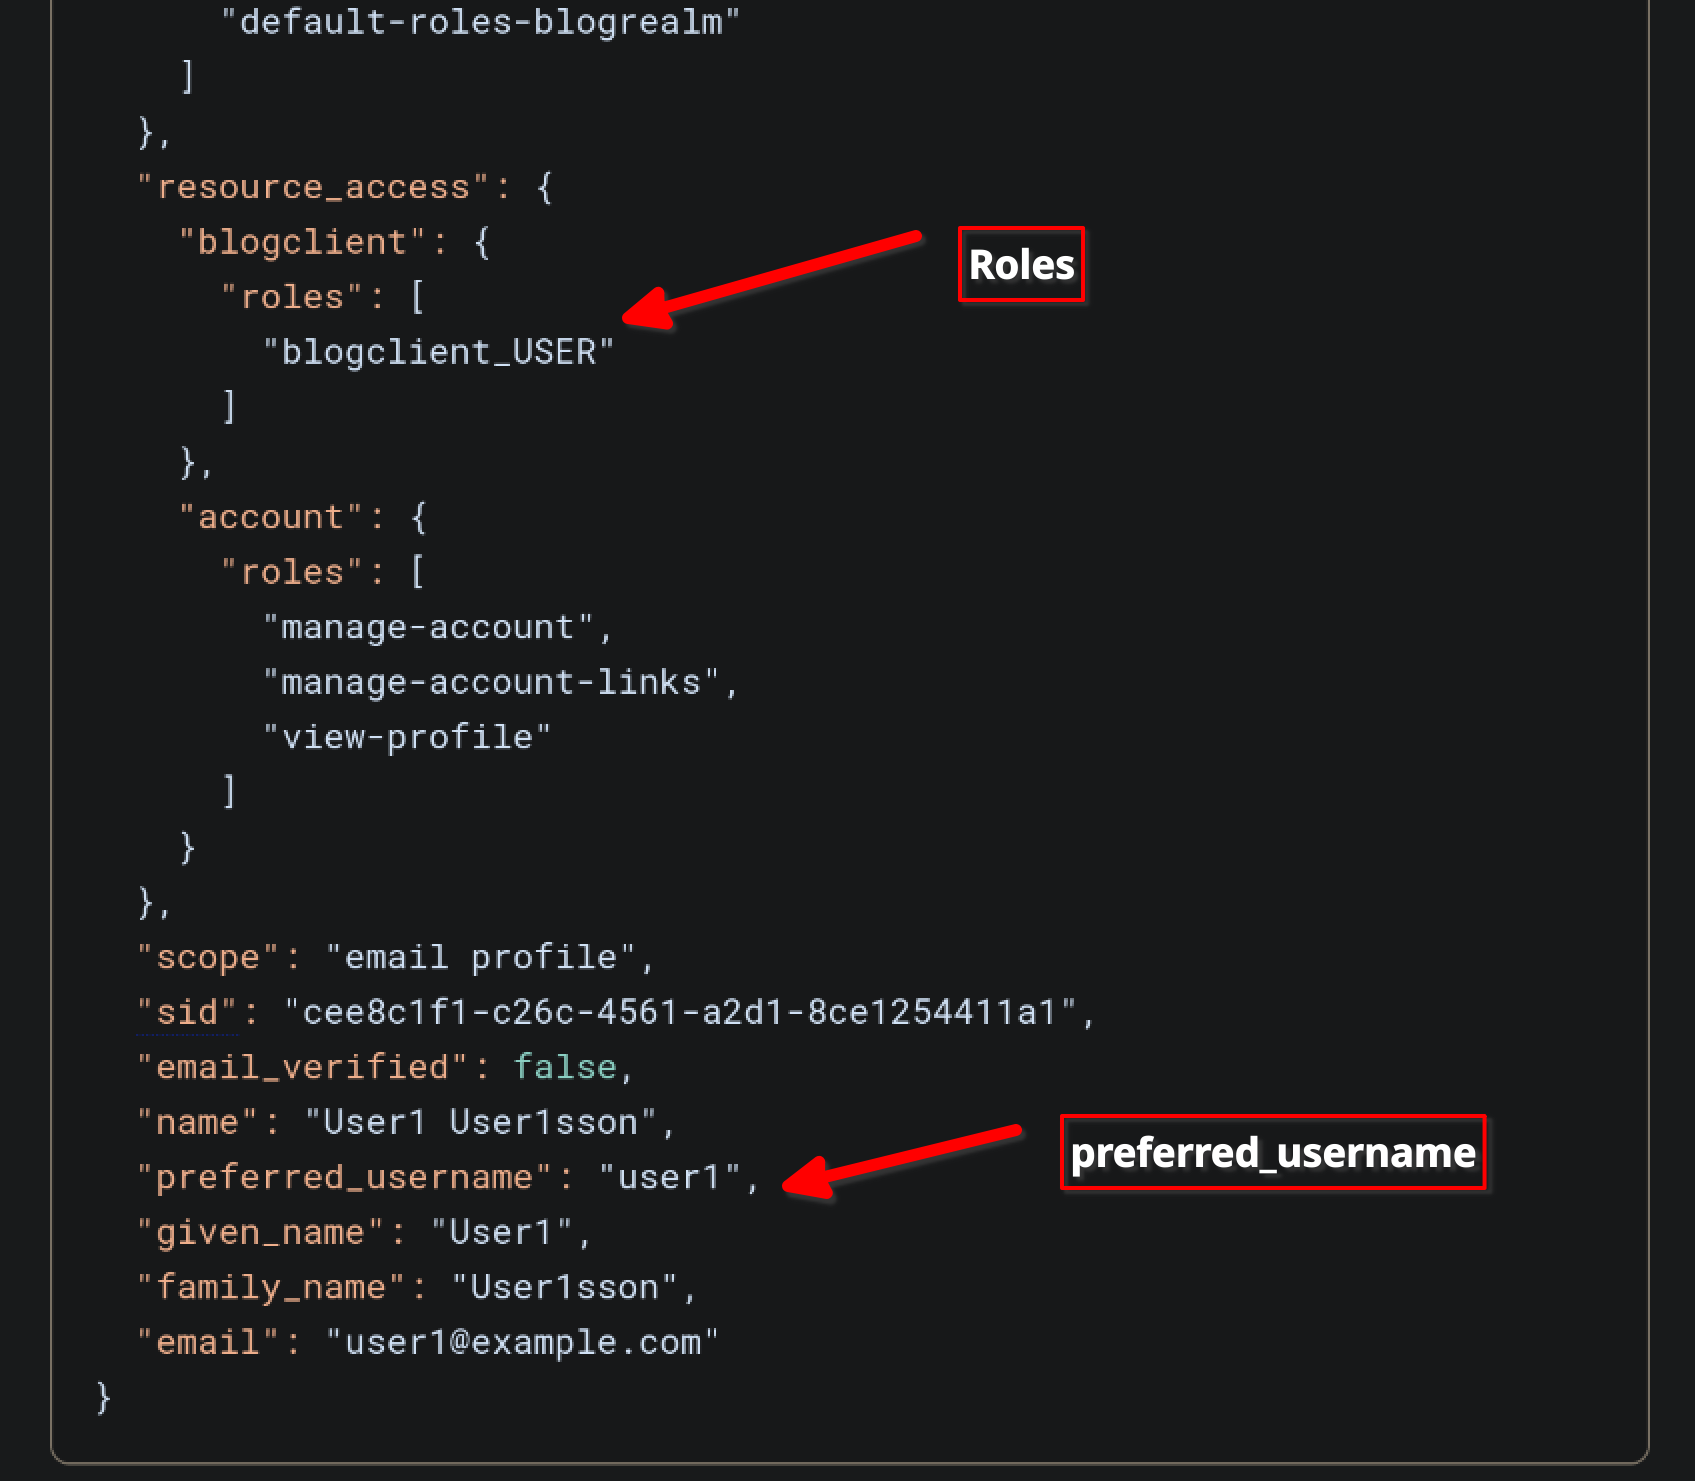 "default-roles-blogrealm"
]
},
"resource_access": {
"blogclient": {
Roles
"roles": [
"blogclient_USER"
]
},
"account": {
"roles": [
"manage-account",
"manage-account-links",
"view-profile"
]
}
},
"scope": "email profile",
"sid": "cee8c1f1-c26c-4561-a2d1-8ce1254411a1",
"email_verified": false,
"name": "User1 User1sson",
preferred_username
"preferred_username": "user1",
"given_name": "User1",
"family_name": "User1sson",
"email": "user1@example.com"
}